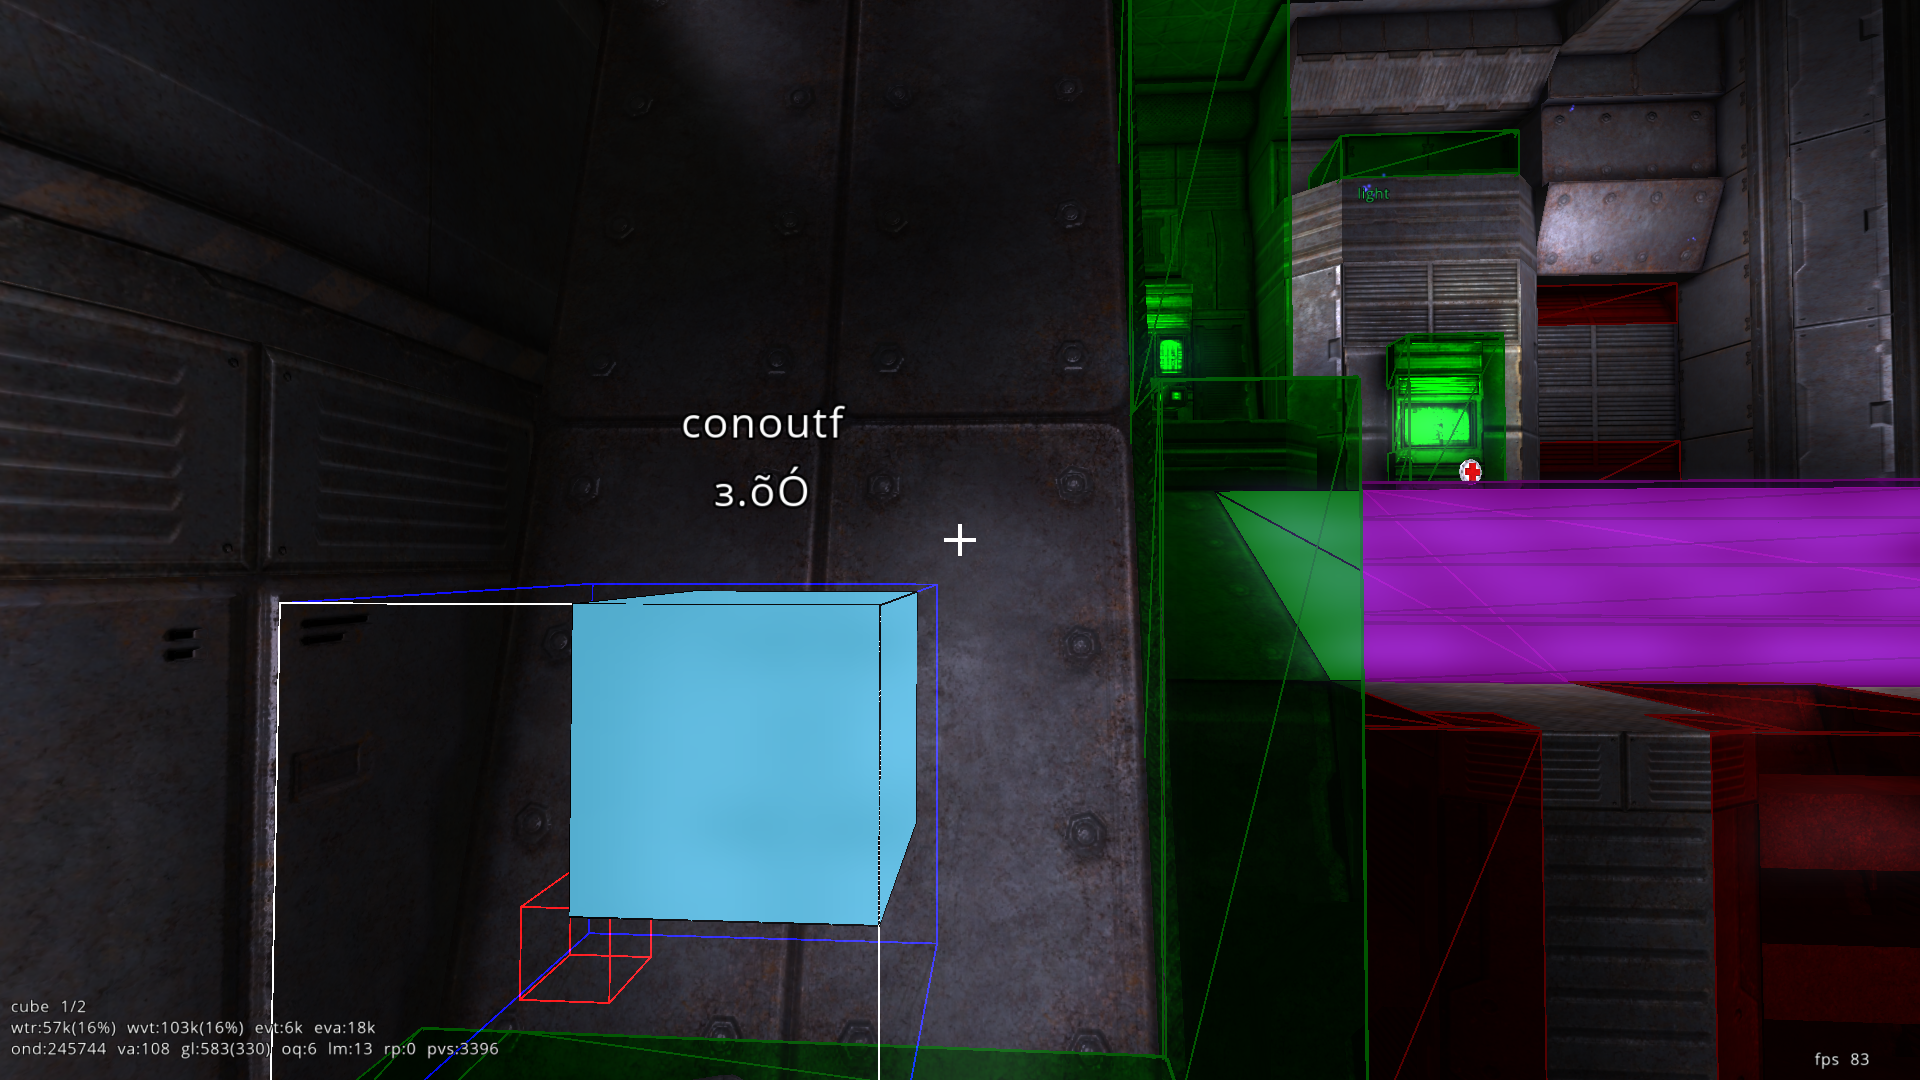 light
conoutf
з.õÓ
cube 1/2
wtr:57k(16%) wvt:103k(16%) evt:6k eva:18k
ond:245744 va:108 gl:583(330) oq:6 lm:13 rp:0 pvs:3396
fps 83